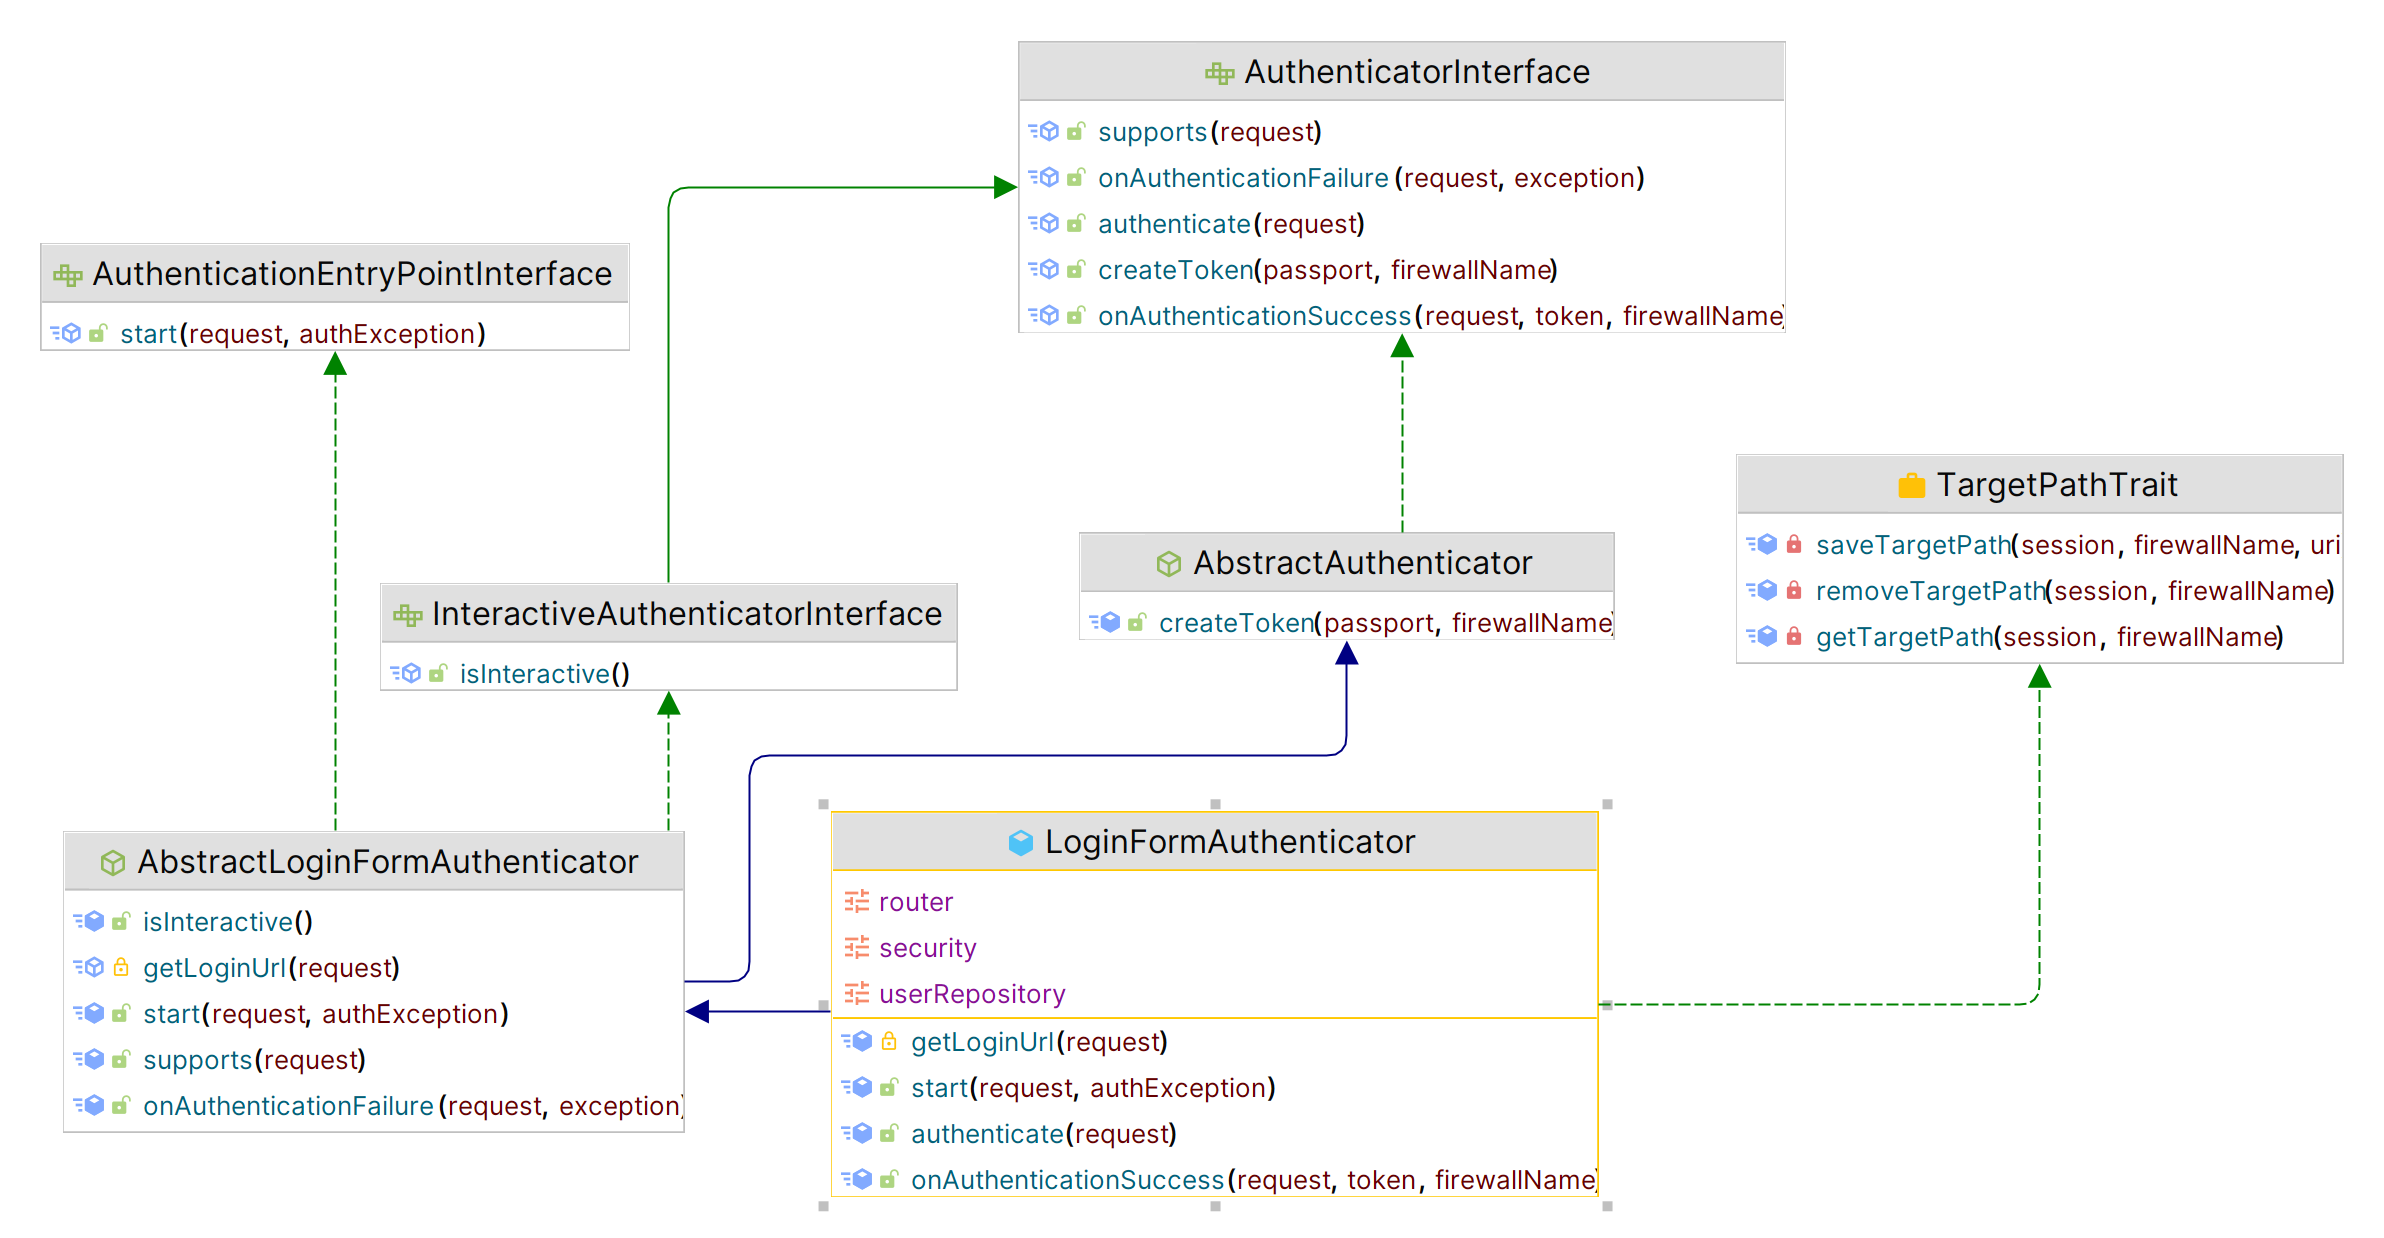 AuthenticatorInterface
supports(request)
onAuthenticationFailure(request, exception)
authenticate(request)
createToken(passport, firewallName)
onAuthenticationSuccess(request, token, firewallName)
AuthenticationEntryPointInterface
start(request, authException)
TargetPathTrait
saveTargetPath(session, firewallName, uri
removeTargetPath(session, firewallName)
getTargetPath(session, firewallName)
AbstractAuthenticator
createToken(passport, firewallName)
InteractiveAuthenticatorInterface
isInteractive()
AbstractLoginFormAuthenticator
isInteractive()
getLoginUrl(request)
start(request, authException)
supports(request)
onAuthenticationFailure(request, exception)
LoginFormAuthenticator
router
security
userRepository
getLoginUrl(request)
start(request, authException)
authenticate(request)
onAuthenticationSuccess(request, token, firewallName)